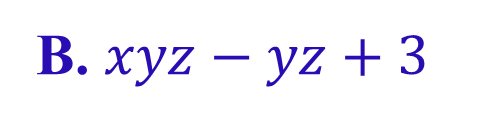 B. xyz − yz + 3